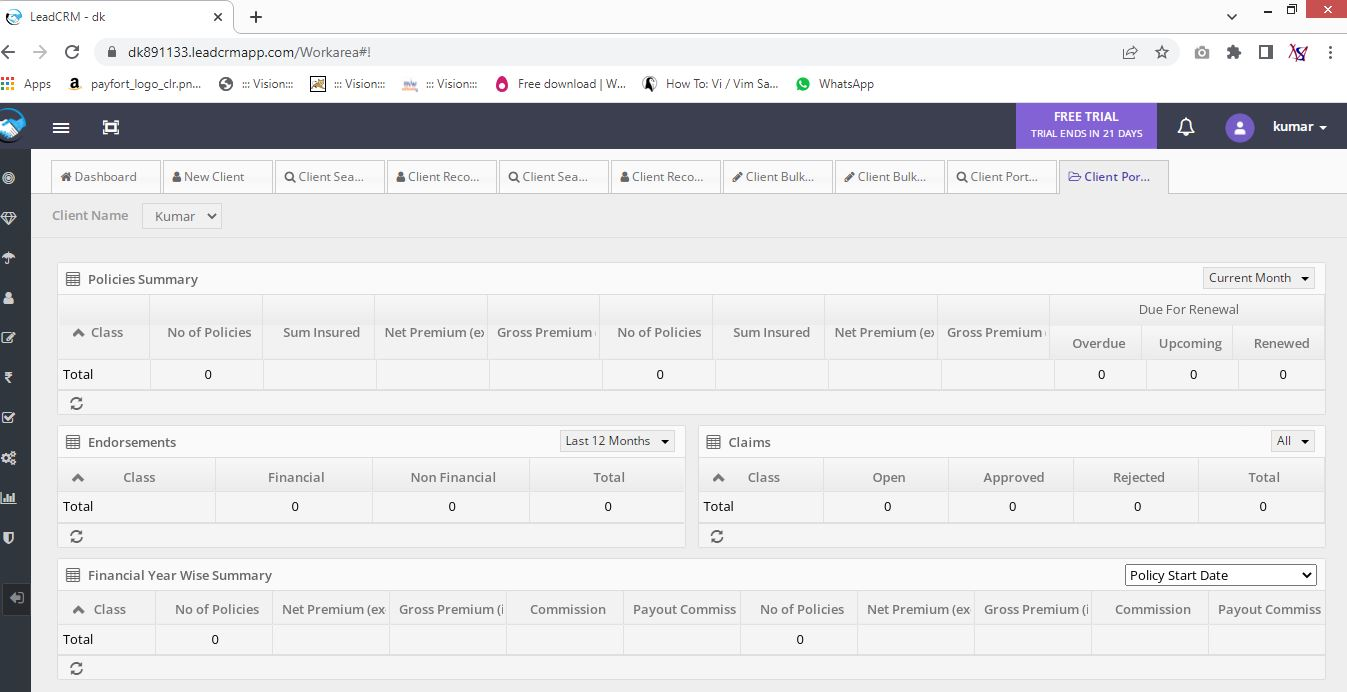 LeadCRM - dk
dk891133.leadcrmapp.com/Workarea#!
Apps payfort_logo_clr.pn... ::: Vision::: ::: Vision::: ::: Vision::: Free download | W... How To: Vi / Vim Sa... WhatsApp
FREE TRIAL
TRIAL ENDS IN 21 DAYS
kumar
Dashboard New Client Client Sea... Client Reco... Client Sea... Client Reco... Client Bulk... Client Bulk... Client Port... Client Por...
Client Name Kumar
Policies Summary Current Month
Due For Renewal
Class No of Policies Sum Insured Net Premium (ex Gross Premium ( No of Policies Sum Insured Net Premium (ex Gross Premium (
Overdue Upcoming Renewed
Total 0 0 0 0 0
Endorsements Last 12 Months
Class Financial Non Financial Total
Total 0 0 0
Claims All
Class Open Approved Rejected Total
Total 0 0 0 0
Financial Year Wise Summary Policy Start Date
Class No of Policies Net Premium (ex Gross Premium (i Commission Payout Commiss No of Policies Net Premium (ex Gross Premium (i Commission Payout Commiss
Total 0 0